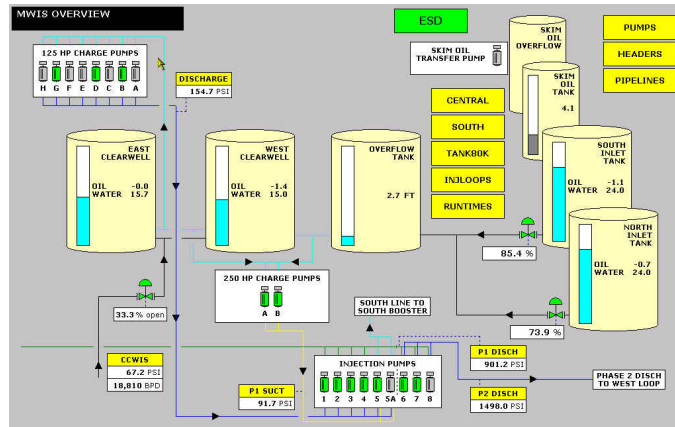 MWIS OVERVIEW
ESD
PUMPS
HEADERS
PIPELINES
125 HP CHARGE PUMPS
H G F E D C B A
DISCHARGE
154.7 PSI
SKIM OIL
TRANSFER PUMP
SKIM OIL
OVERFLOW
SKIM
OIL
TANK
4.1
CENTRAL
SOUTH
TANK80K
INJLOOPS
RUNTIMES
EAST
CLEARWELL
OIL -0.0
WATER 15.7
WEST
CLEARWELL
OIL -1.4
WATER 15.0
OVERFLOW
TANK
2.7 FT
SOUTH
INLET
TANK
OIL -1.1
WATER 24.0
NORTH
INLET
TANK
OIL -0.7
WATER 24.0
85.4 %
73.9 %
250 HP CHARGE PUMPS
A B
33.3 % open
SOUTH LINE TO
SOUTH BOOSTER
CCWIS
67.2 PSI
18,810 BPD
P1 SUCT
91.7 PSI
INJECTION PUMPS
1 2 3 4 5 5A 6 7 8
P1 DISCH
901.2 PSI
P2 DISCH
1498.0 PSI
PHASE 2 DISCH
TO WEST LOOP